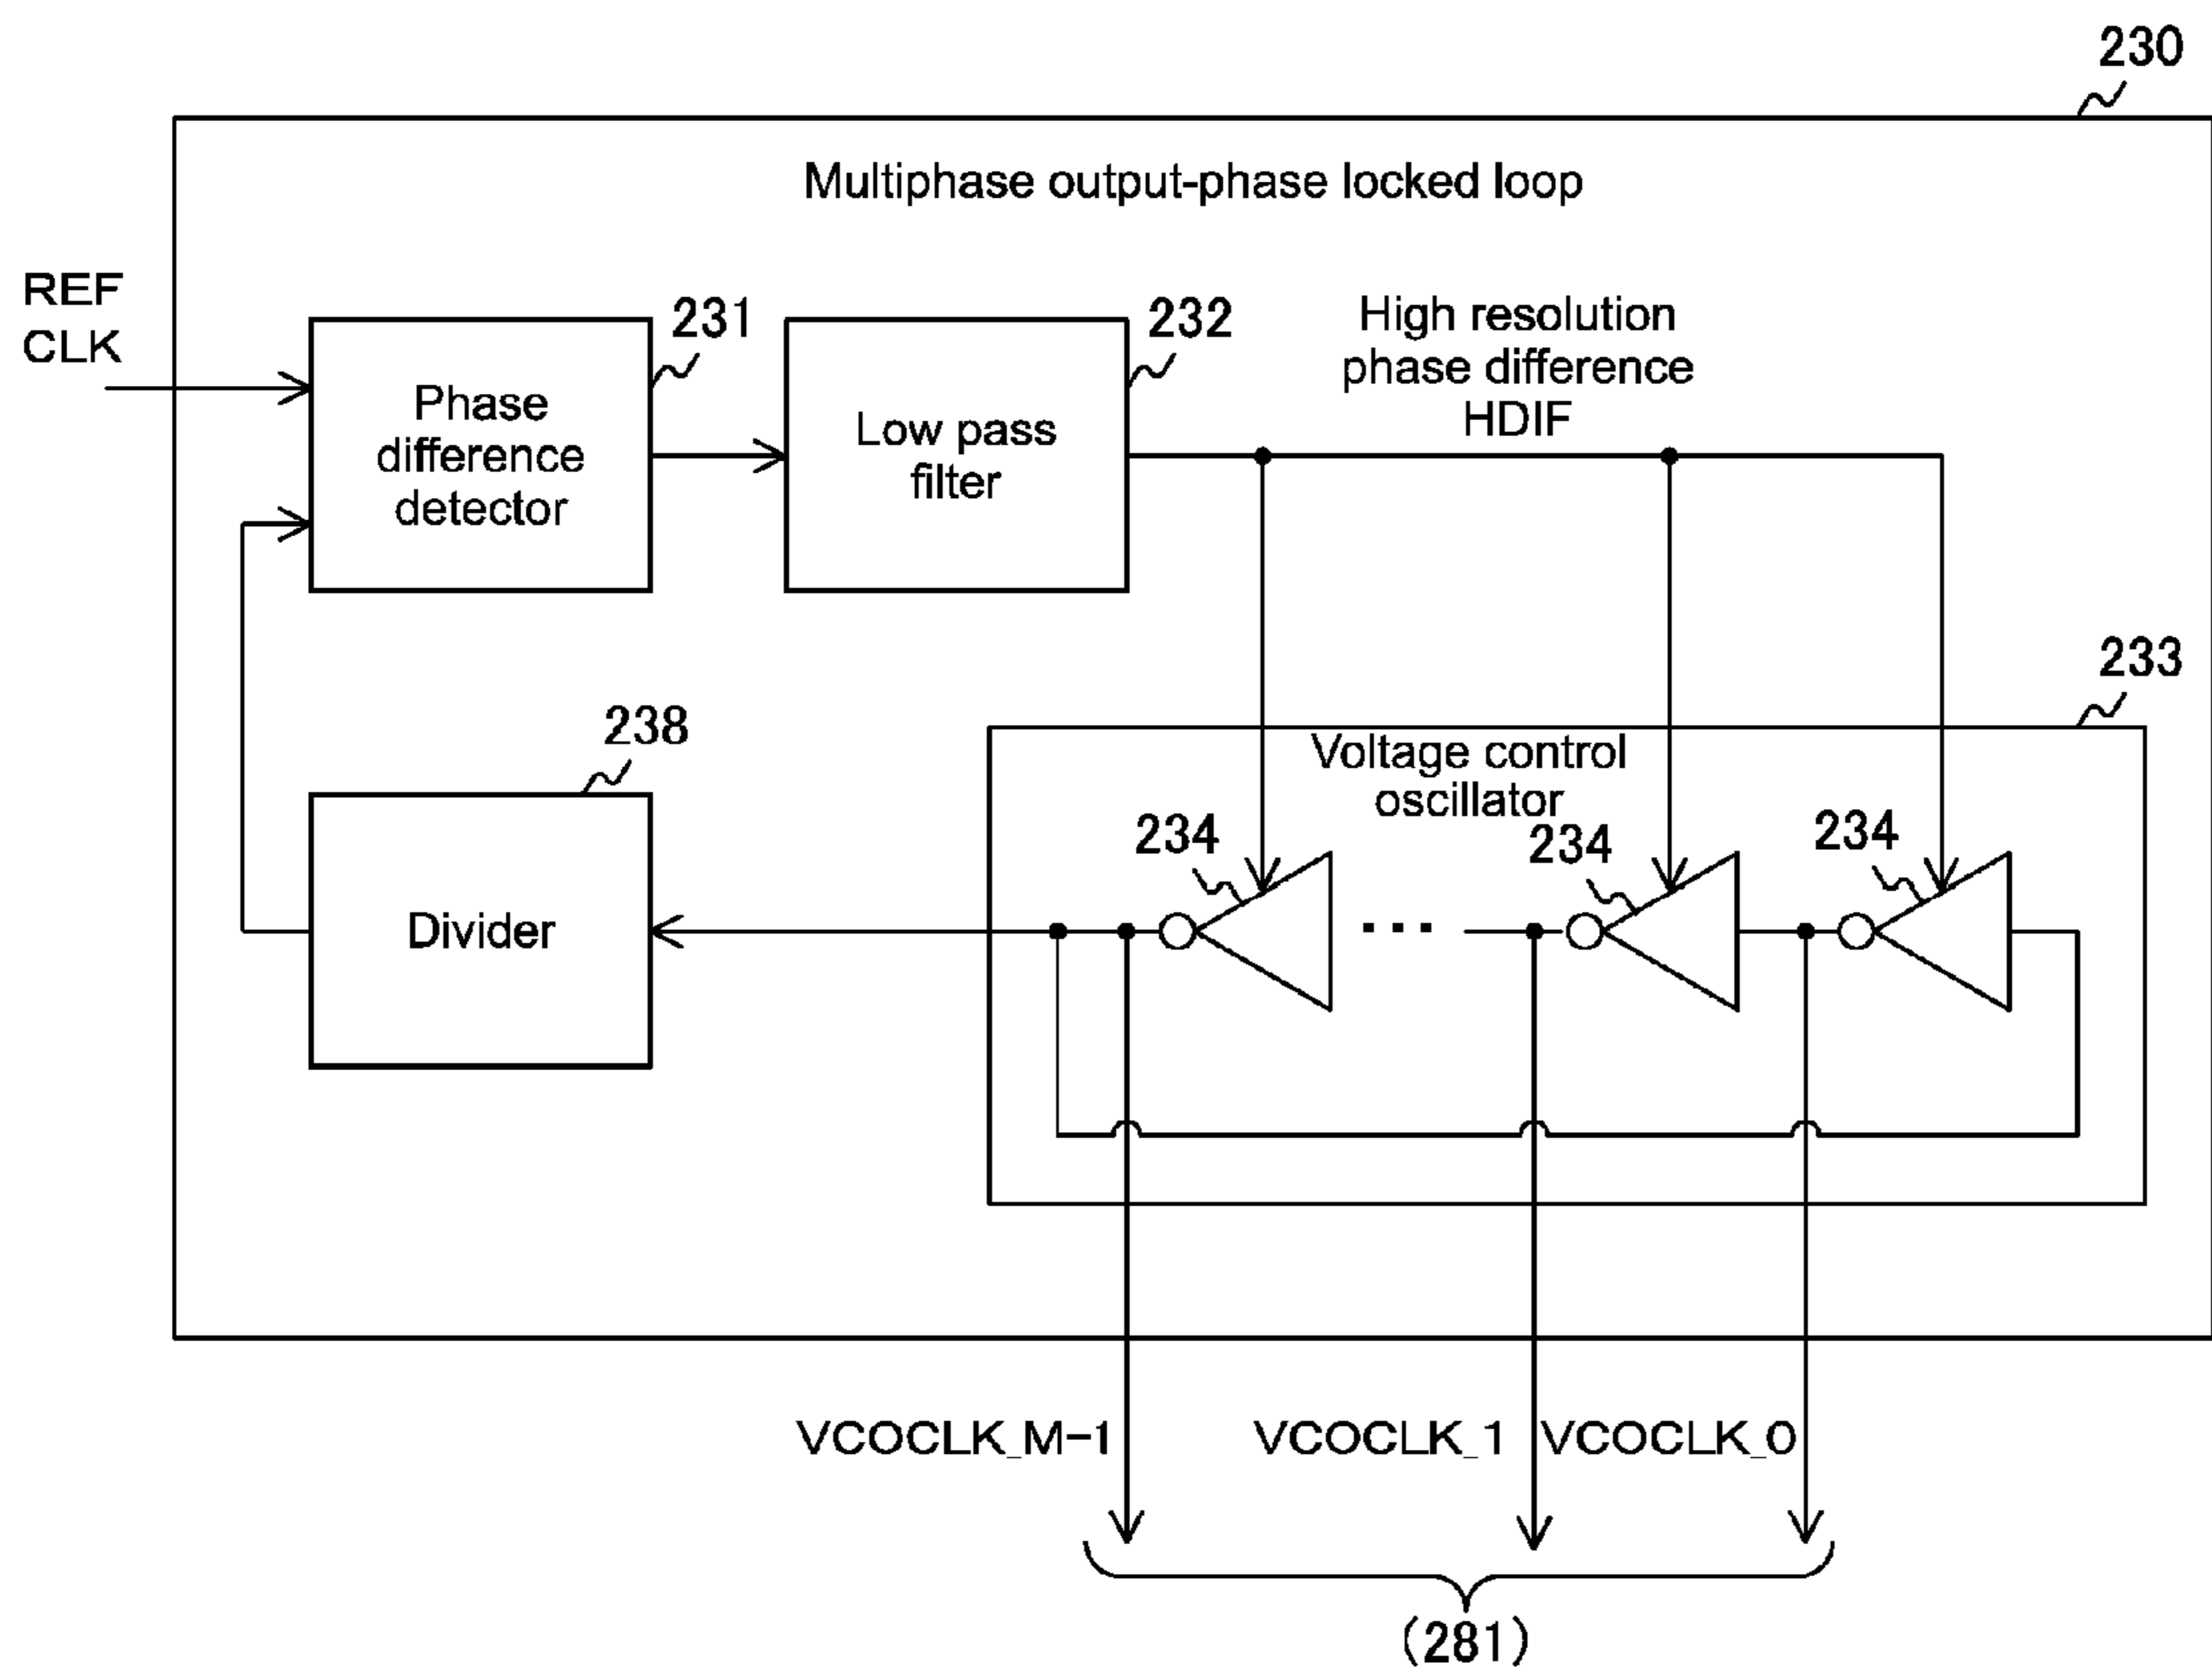 230
Multiphase output-phase locked loop
REF
CLK
231
232
High resolution
phase difference
HDIF
Phase
difference
detector
Low pass
filter
233
238
Voltage control
oscillator
234
234
234
Divider
VCOCLK_M-1
VCOCLK_1
VCOCLK_0
(281)